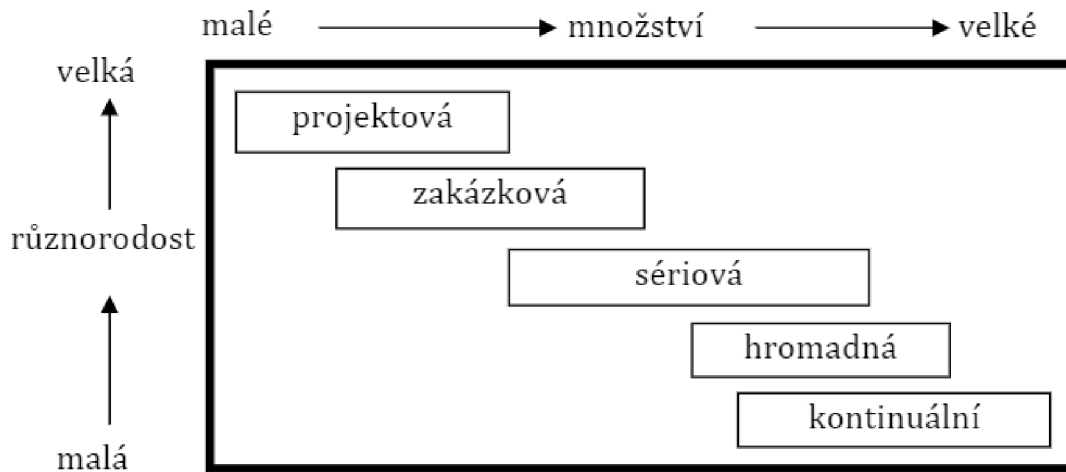 malé množství velké
velká
projektová
zakázková
různorodost
sériová
hromadná
kontinuální
malá